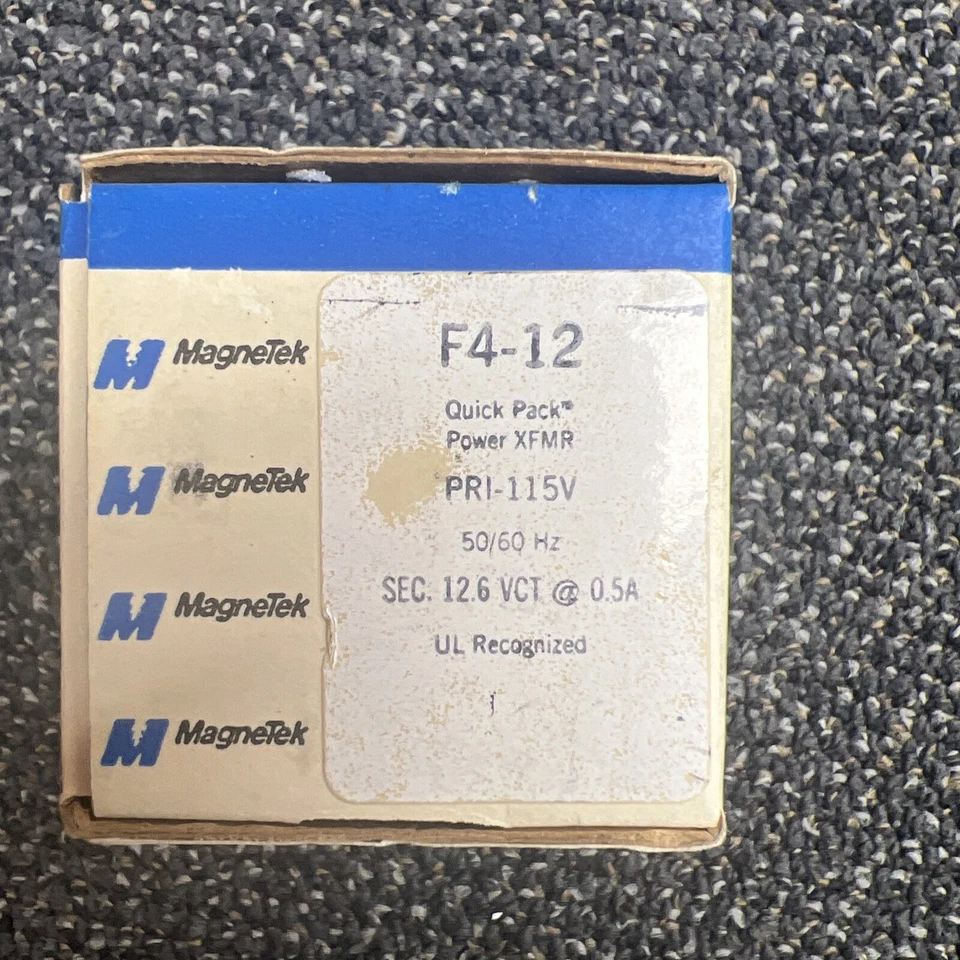 MagneTek
MagneTek
MagneTek
MagneTek
F4-12
Quick Pack™
Power XFMR
PRI-115V
50/60 Hz
SEC. 12.6 VCT @ 0.5A
UL Recognized